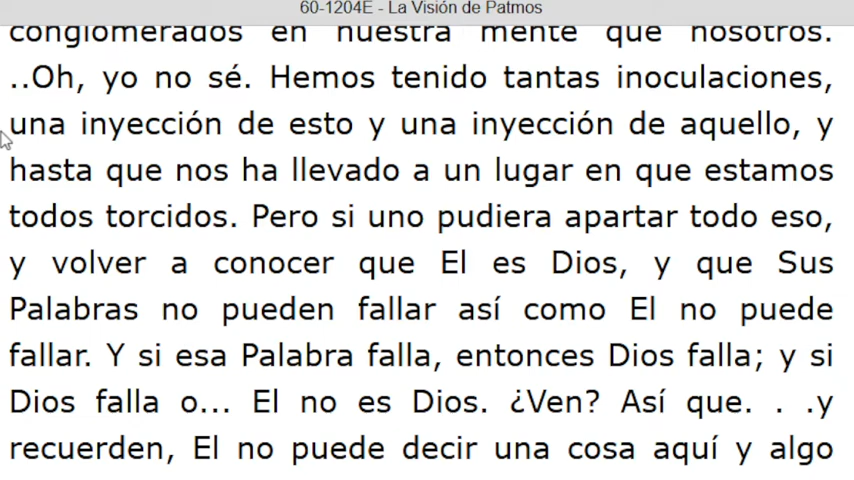 60-1204E - La Visión de Patmos
conglomerados en nuestra mente que nosotros.
..Oh, yo no sé. Hemos tenido tantas inoculaciones,
una inyección de esto y una inyección de aquello, y
hasta que nos ha llevado a un lugar en que estamos
todos torcidos. Pero si uno pudiera apartar todo eso,
y volver a conocer que El es Dios, y que Sus
Palabras no pueden fallar así como El no puede
fallar. Y si esa Palabra falla, entonces Dios falla; y si
Dios falla o... El no es Dios. ¿Ven? Así que. . .y
recuerden, El no puede decir una cosa aquí y algo